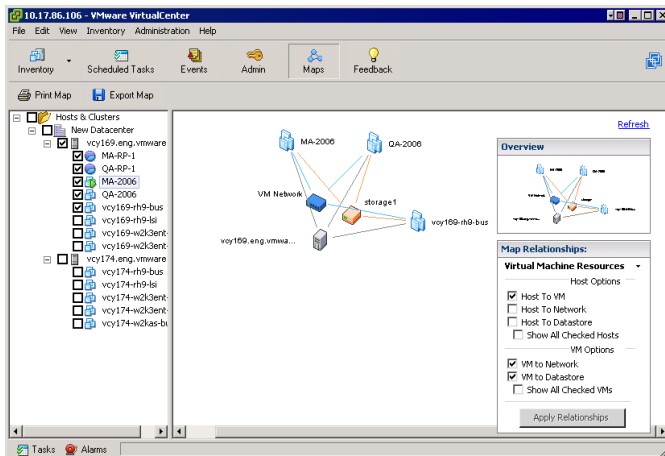 10.17.86.106 - VMware VirtualCenter
File Edit View Inventory Administration Help
Inventory Scheduled Tasks Events Admin Maps Feedback
Print Map Export Map
Hosts & Clusters
New Datacenter
vcy169.eng.vmware
MA-RP-1
QA-RP-1
MA-2006
QA-2006
vcy169-rh9-bus
vcy169-rh9-lsi
vcy169-w2k3ent-
vcy169-w2k3ent-
vcy174.eng.vmware
vcy174-rh9-bus
vcy174-rh9-lsi
vcy174-w2k3ent-
vcy174-w2k3ent-
vcy174-w2kas-bu
Refresh
MA-2006
QA-2006
VM Network
storage1
vcy169-rh9-bus
vcy169.eng.vmwa...
Overview
Map Relationships:
Virtual Machine Resources
Host Options
Host To VM
Host To Network
Host To Datastore
Show All Checked Hosts
VM Options
VM to Network
VM to Datastore
Show All Checked VMs
Apply Relationships
Tasks Alarms